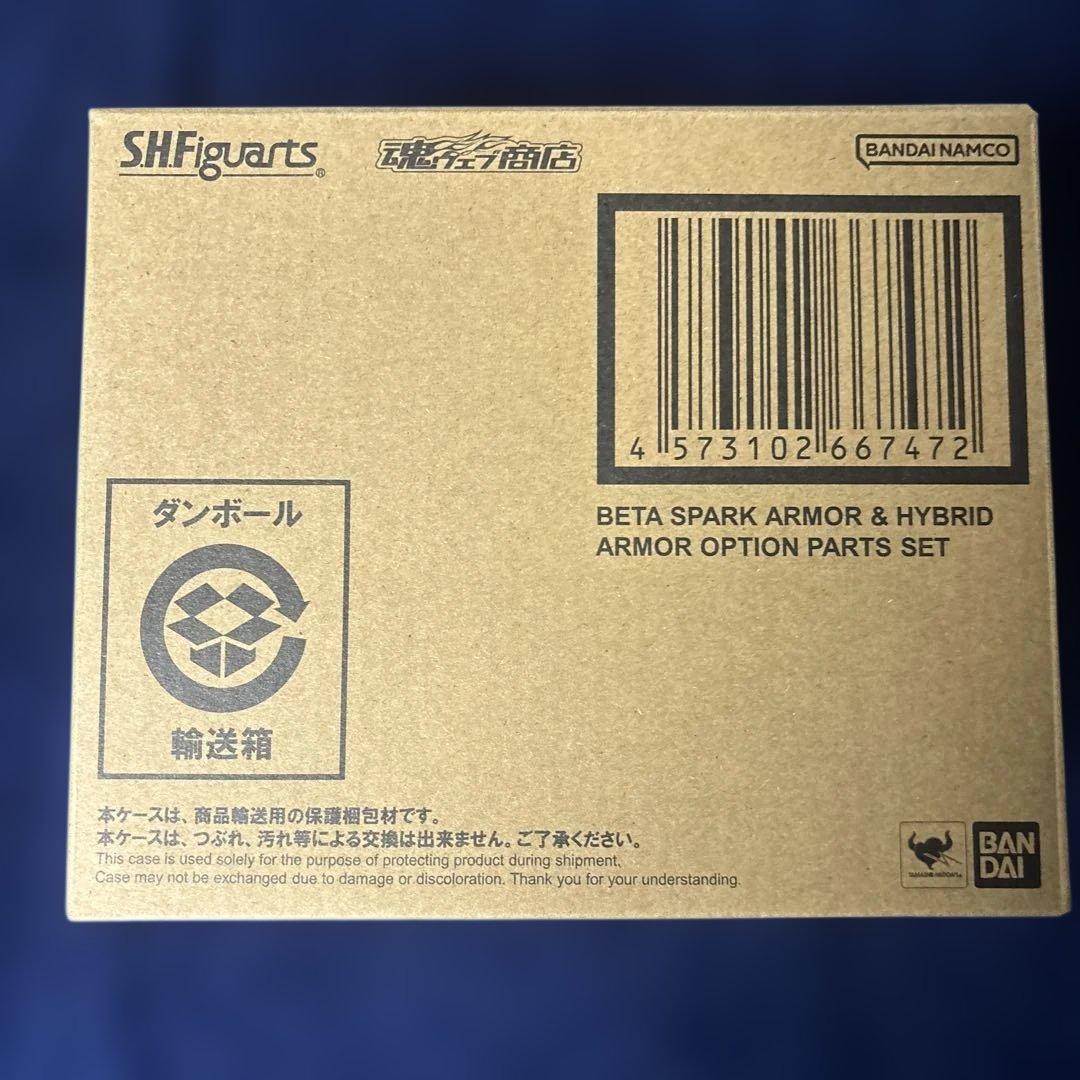 S.H.Figuarts®
魂ウェブ商店
BANDAI NAMCO
4 573102 667472
BETA SPARK ARMOR & HYBRID
ARMOR OPTION PARTS SET
ダンボール
輸送箱
本ケースは、商品輸送用の保護梱包材です。
本ケースは、つぶれ、汚れ等による交換は出来ません。ご了承ください。
This case is used solely for the purpose of protecting product during shipment.
Case may not be exchanged due to damage or discoloration. Thank you for your understanding.
TAMASHII NATIONS
BAN
DAI